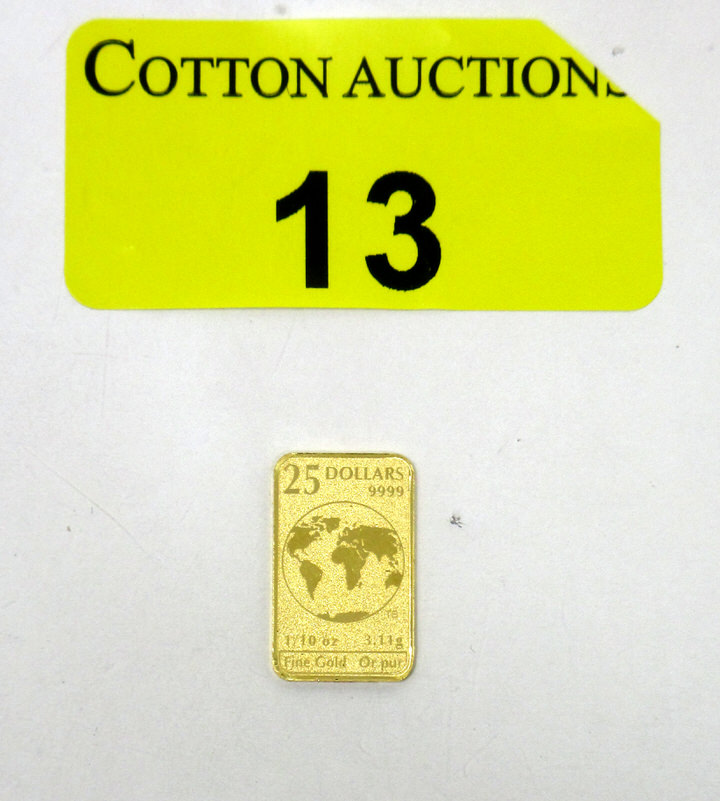 COTTON AUCTIONS
13
25 DOLLARS
9999
1/10 oz 3.11g
Fine Gold Or pur